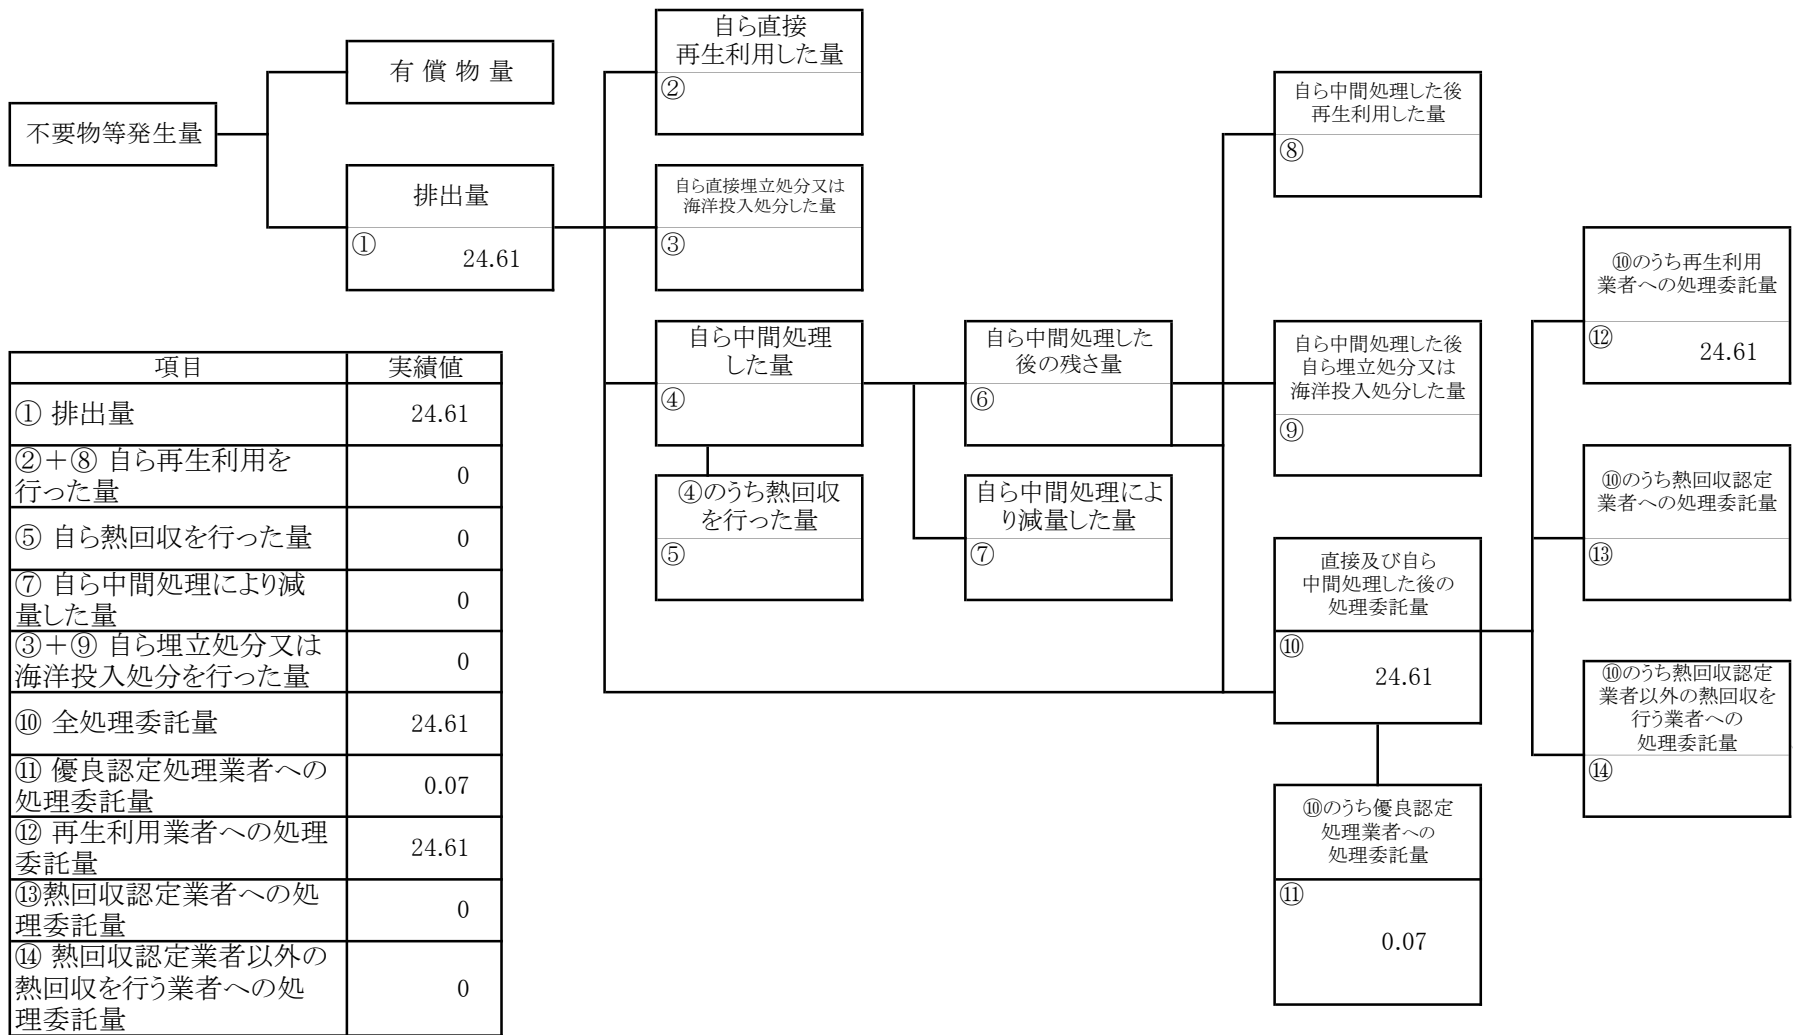 不要物等発生量
有 償 物 量
排出量
①
24.61
自ら直接
再生利用した量
②
自ら直接埋立処分又は
海洋投入処分した量
③
自ら中間処理
した量
④
④のうち熱回収
を行った量
⑤
自ら中間処理した
後の残さ量
⑥
自ら中間処理によ
り減量した量
⑦
自ら中間処理した後
再生利用した量
⑧
自ら中間処理した後
自ら埋立処分又は
海洋投入処分した量
⑨
直接及び自ら
中間処理した後の
処理委託量
⑩
24.61
⑩のうち優良認定
処理業者への
処理委託量
⑪
0.07
⑩のうち再生利用
業者への処理委託量
⑫
24.61
⑩のうち熱回収認定
業者への処理委託量
⑬
⑩のうち熱回収認定
業者以外の熱回収を
行う業者への
処理委託量
⑭
項目 実績値
① 排出量 24.61
②＋⑧ 自ら再生利用を
行った量 0
⑤ 自ら熱回収を行った量 0
⑦ 自ら中間処理により減
量した量 0
③＋⑨ 自ら埋立処分又は
海洋投入処分を行った量 0
⑩ 全処理委託量 24.61
⑪ 優良認定処理業者への
処理委託量 0.07
⑫ 再生利用業者への処理
委託量 24.61
⑬熱回収認定業者への処
理委託量 0
⑭ 熱回収認定業者以外の
熱回収を行う業者への処
理委託量 0